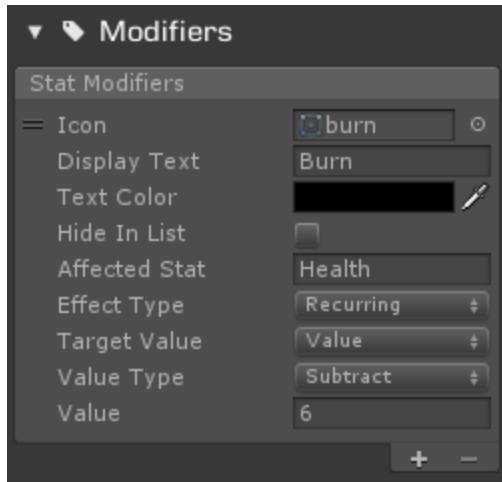 Modifiers
Stat Modifiers
Icon burn
Display Text Burn
Text Color
Hide In List
Affected Stat Health
Effect Type Recurring
Target Value Value
Value Type Subtract
Value 6
+ −